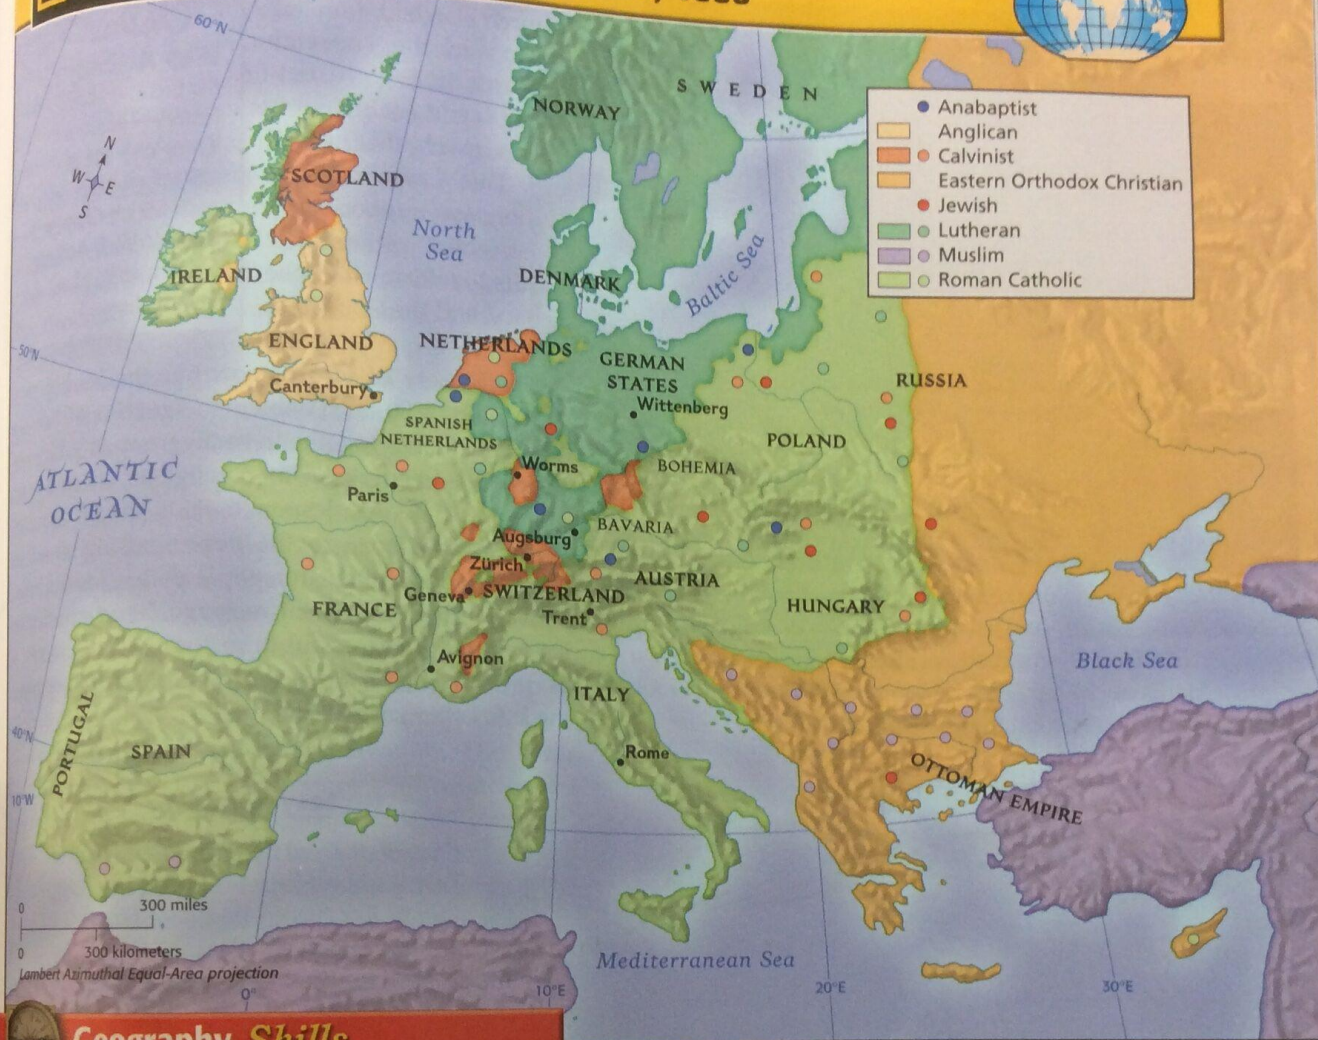 60°N
N
W E
S
NORWAY
SWEDEN
Anabaptist
Anglican
Calvinist
Eastern Orthodox Christian
Jewish
Lutheran
Muslim
Roman Catholic
SCOTLAND
North
Sea
IRELAND
DENMARK
Baltic Sea
50°N
ENGLAND
NETHERLANDS
GERMAN
STATES
RUSSIA
Canterbury
Wittenberg
SPANISH
NETHERLANDS
POLAND
ATLANTIC
OCEAN
Worms
BOHEMIA
Paris
BAVARIA
Augsburg
Zürich
AUSTRIA
Geneva
SWITZERLAND
FRANCE
Trent
HUNGARY
Avignon
Black Sea
ITALY
PORTUGAL
SPAIN
40°N
Rome
OTTOMAN EMPIRE
10°W
0 300 miles
0 300 kilometers
Lambert Azimuthal Equal-Area projection
Mediterranean Sea
0°
10°E
20°E
30°E
Geography Skills